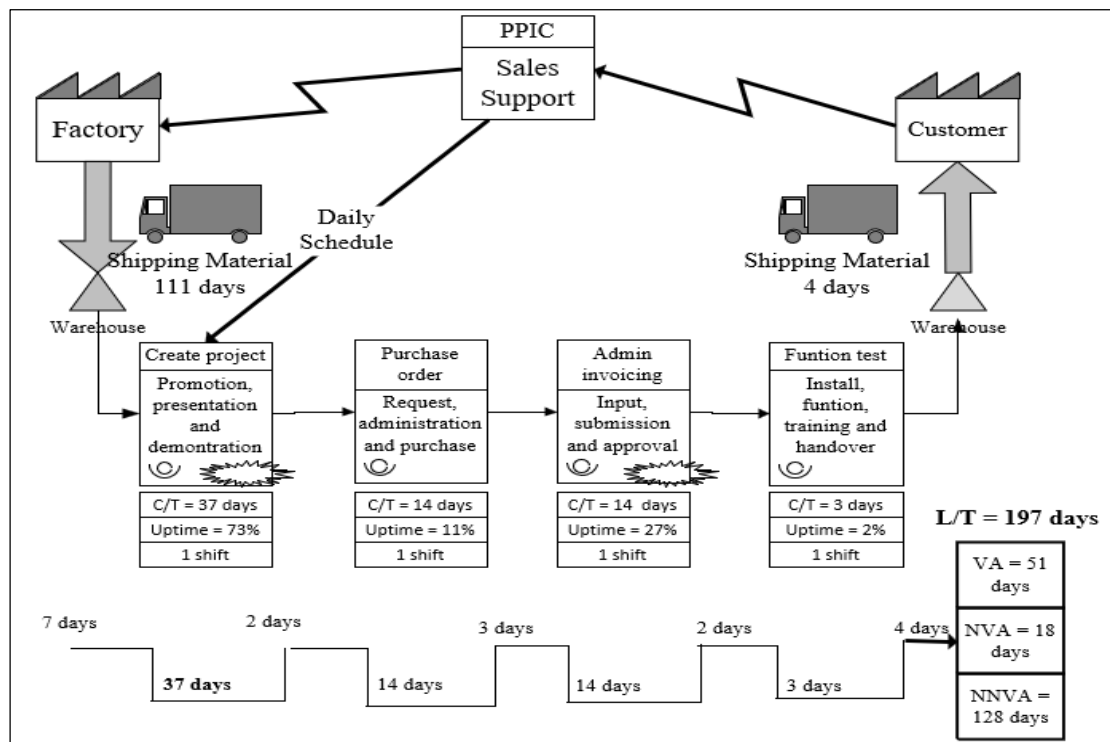 PPIC
Sales
Support
Factory
Customer
Daily
Schedule
Shipping Material
111 days
Shipping Material
4 days
Warehouse
Warehouse
Create project
Promotion,
presentation
and
demontration
C/T = 37 days
Uptime = 73%
1 shift
Purchase
order
Request,
administration
and purchase
C/T = 14 days
Uptime = 11%
1 shift
Admin
invoicing
Input,
submission
and approval
C/T = 14 days
Uptime = 27%
1 shift
Funtion test
Install,
funtion,
training and
handover
C/T = 3 days
Uptime = 2%
1 shift
L/T = 197 days
VA = 51
days
NVA = 18
days
NNVA =
128 days
7 days
37 days
2 days
14 days
3 days
14 days
2 days
3 days
4 days